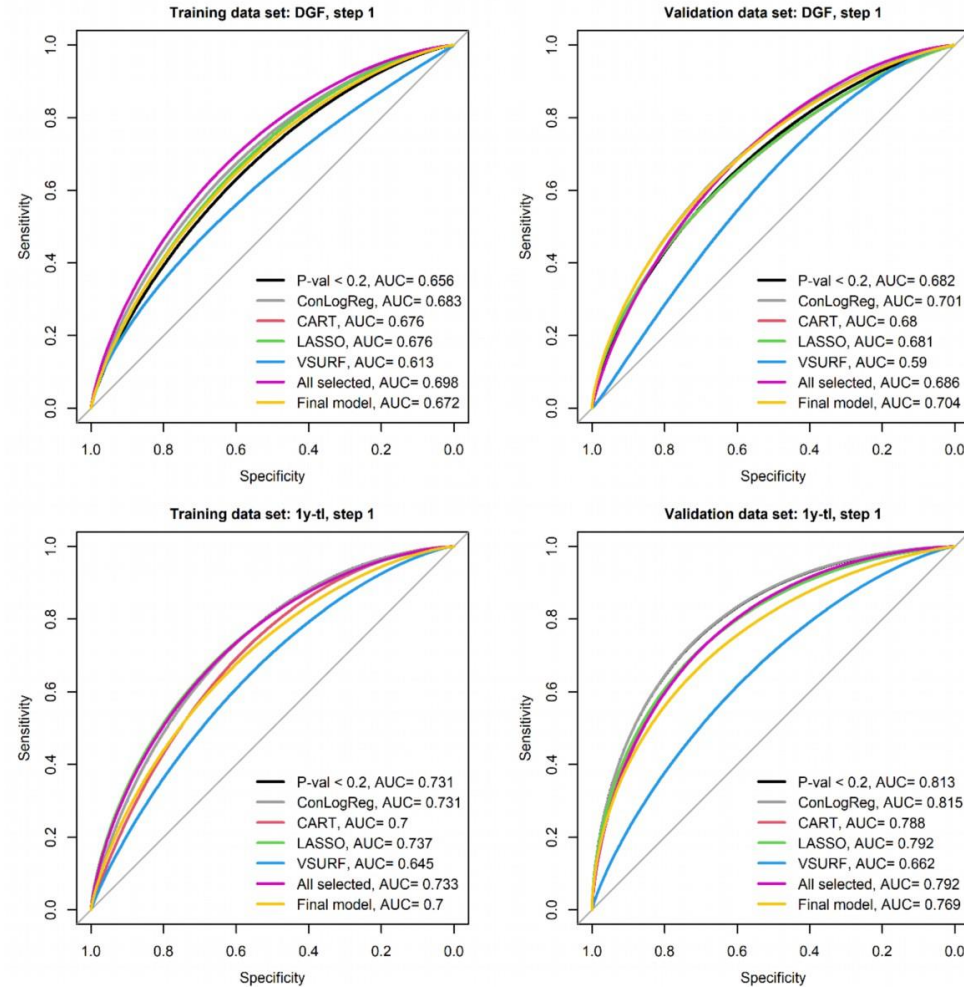 Training data set: DGF, step 1
Sensitivity
1.0
0.8
0.6
0.4
0.2
0.0
P-val < 0.2, AUC= 0.656
ConLogReg, AUC= 0.683
CART, AUC= 0.676
LASSO, AUC= 0.676
VSURF, AUC= 0.613
All selected, AUC= 0.698
Final model, AUC= 0.672
1.0 0.8 0.6 0.4 0.2 0.0
Specificity
Validation data set: DGF, step 1
Sensitivity
1.0
0.8
0.6
0.4
0.2
0.0
P-val < 0.2, AUC= 0.682
ConLogReg, AUC= 0.701
CART, AUC= 0.68
LASSO, AUC= 0.681
VSURF, AUC= 0.59
All selected, AUC= 0.686
Final model, AUC= 0.704
1.0 0.8 0.6 0.4 0.2 0.0
Specificity
Training data set: 1y-tl, step 1
Sensitivity
1.0
0.8
0.6
0.4
0.2
0.0
P-val < 0.2, AUC= 0.731
ConLogReg, AUC= 0.731
CART, AUC= 0.7
LASSO, AUC= 0.737
VSURF, AUC= 0.645
All selected, AUC= 0.733
Final model, AUC= 0.7
1.0 0.8 0.6 0.4 0.2 0.0
Specificity
Validation data set: 1y-tl, step 1
Sensitivity
1.0
0.8
0.6
0.4
0.2
0.0
P-val < 0.2, AUC= 0.813
ConLogReg, AUC= 0.815
CART, AUC= 0.788
LASSO, AUC= 0.792
VSURF, AUC= 0.662
All selected, AUC= 0.792
Final model, AUC= 0.769
1.0 0.8 0.6 0.4 0.2 0.0
Specificity